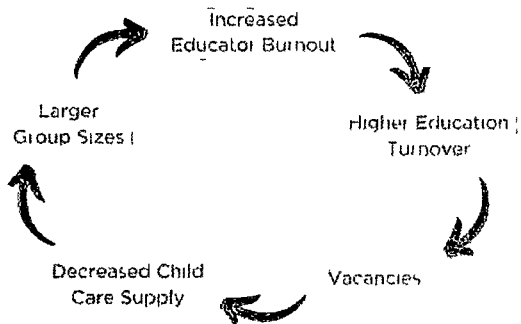 Increased
Educator Burnout
Larger
Group Sizes
Higher Education
Turnover
Decreased Child
Care Supply
Vacancies